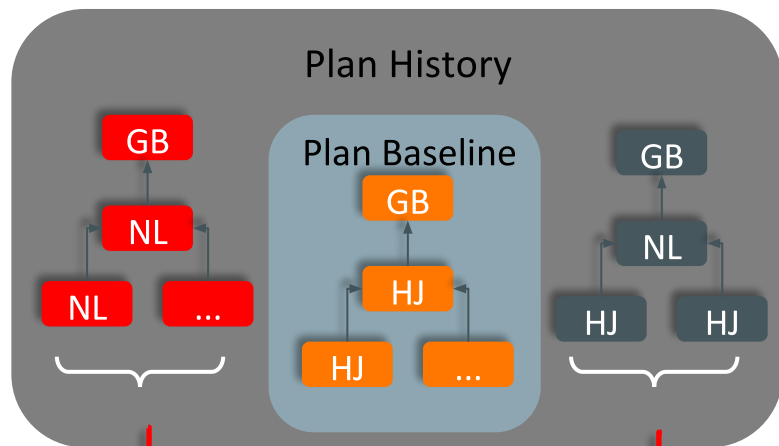 Plan History
GB
NL
NL
...
Plan Baseline
GB
HJ
HJ
...
GB
NL
HJ
HJ